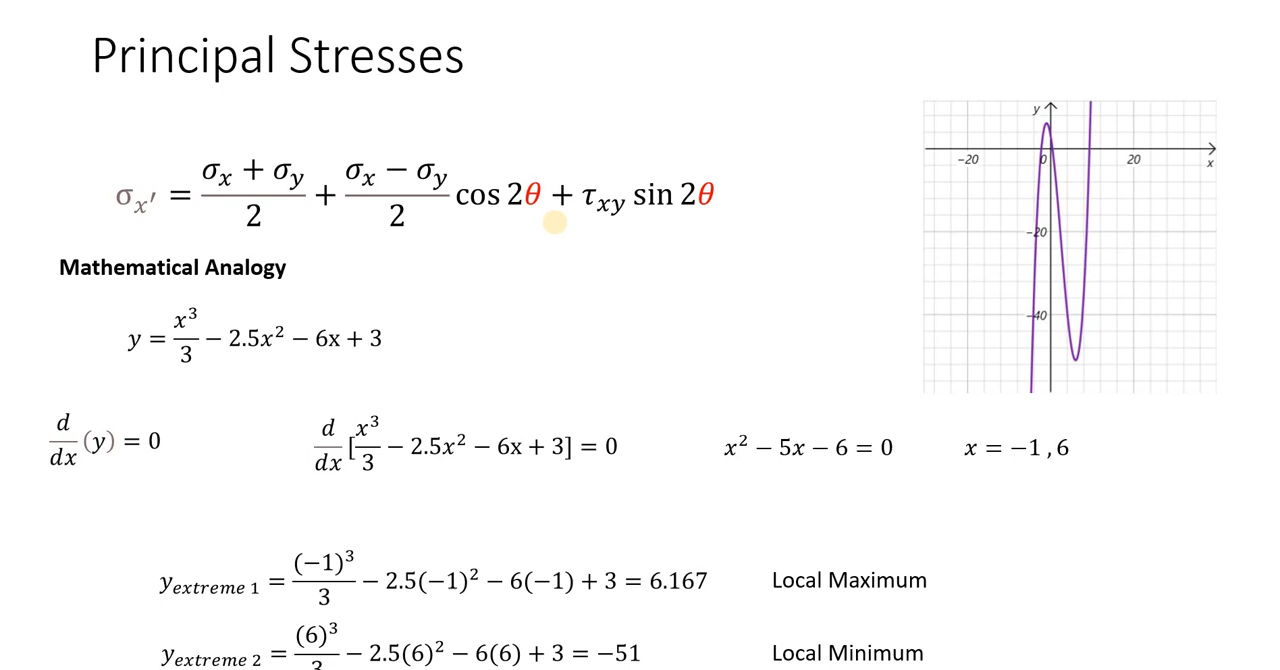 Principal Stresses
σx′ = (σx + σy)/2 + (σx − σy)/2 cos 2θ + τxy sin 2θ
Mathematical Analogy
y = x³/3 − 2.5x² − 6x + 3
d/dx (y) = 0
d/dx [x³/3 − 2.5x² − 6x + 3] = 0
x² − 5x − 6 = 0
x = −1 , 6
y_extreme 1 = (−1)³/3 − 2.5(−1)² − 6(−1) + 3 = 6.167
Local Maximum
y_extreme 2 = (6)³/3 − 2.5(6)² − 6(6) + 3 = −51
Local Minimum
y
−20
0
20
x
−20
−40